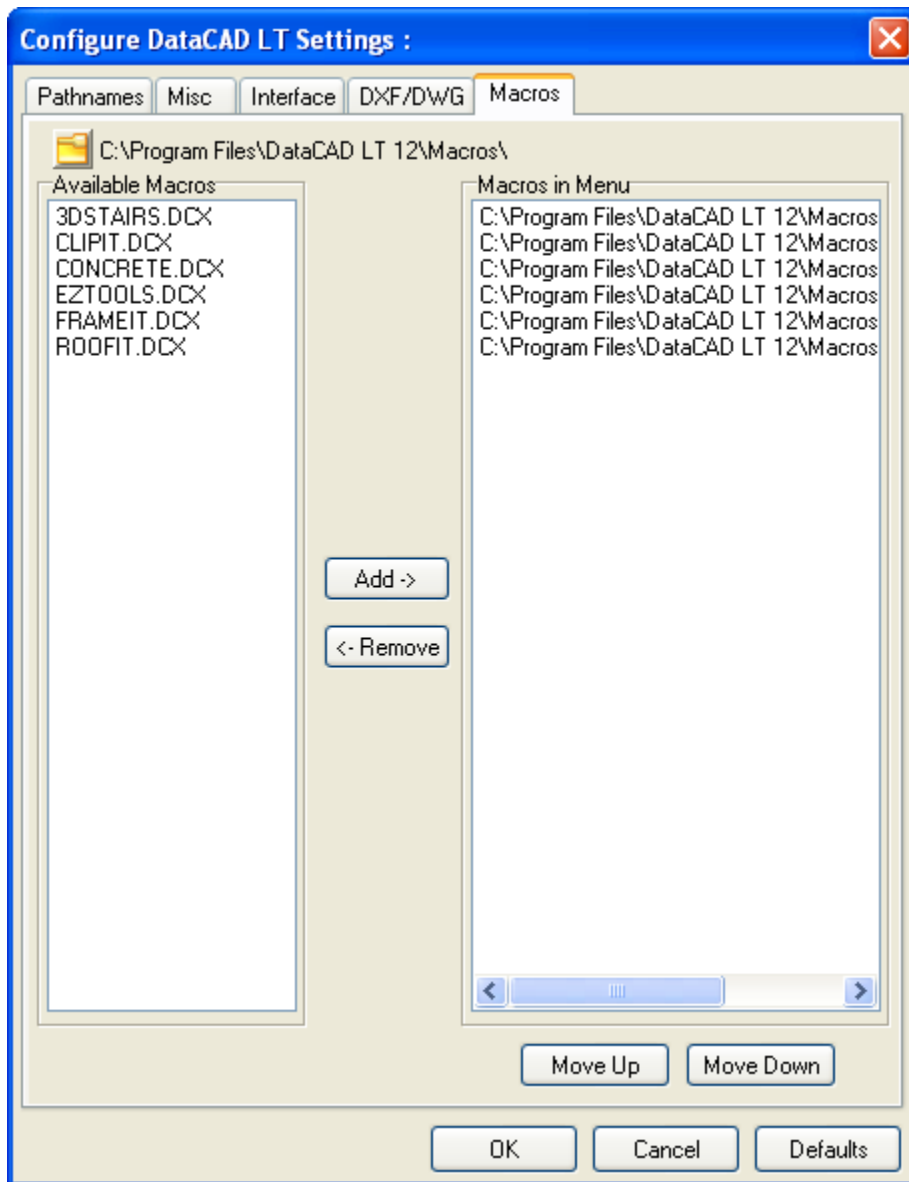 Configure DataCAD LT Settings :
Pathnames Misc Interface DXF/DWG Macros
C:\Program Files\DataCAD LT 12\Macros\
Available Macros
3DSTAIRS.DCX
CLIPIT.DCX
CONCRETE.DCX
EZTOOLS.DCX
FRAMEIT.DCX
ROOFIT.DCX
Macros in Menu
C:\Program Files\DataCAD LT 12\Macros
C:\Program Files\DataCAD LT 12\Macros
C:\Program Files\DataCAD LT 12\Macros
C:\Program Files\DataCAD LT 12\Macros
C:\Program Files\DataCAD LT 12\Macros
C:\Program Files\DataCAD LT 12\Macros
Add ->
<- Remove
Move Up Move Down
OK Cancel Defaults